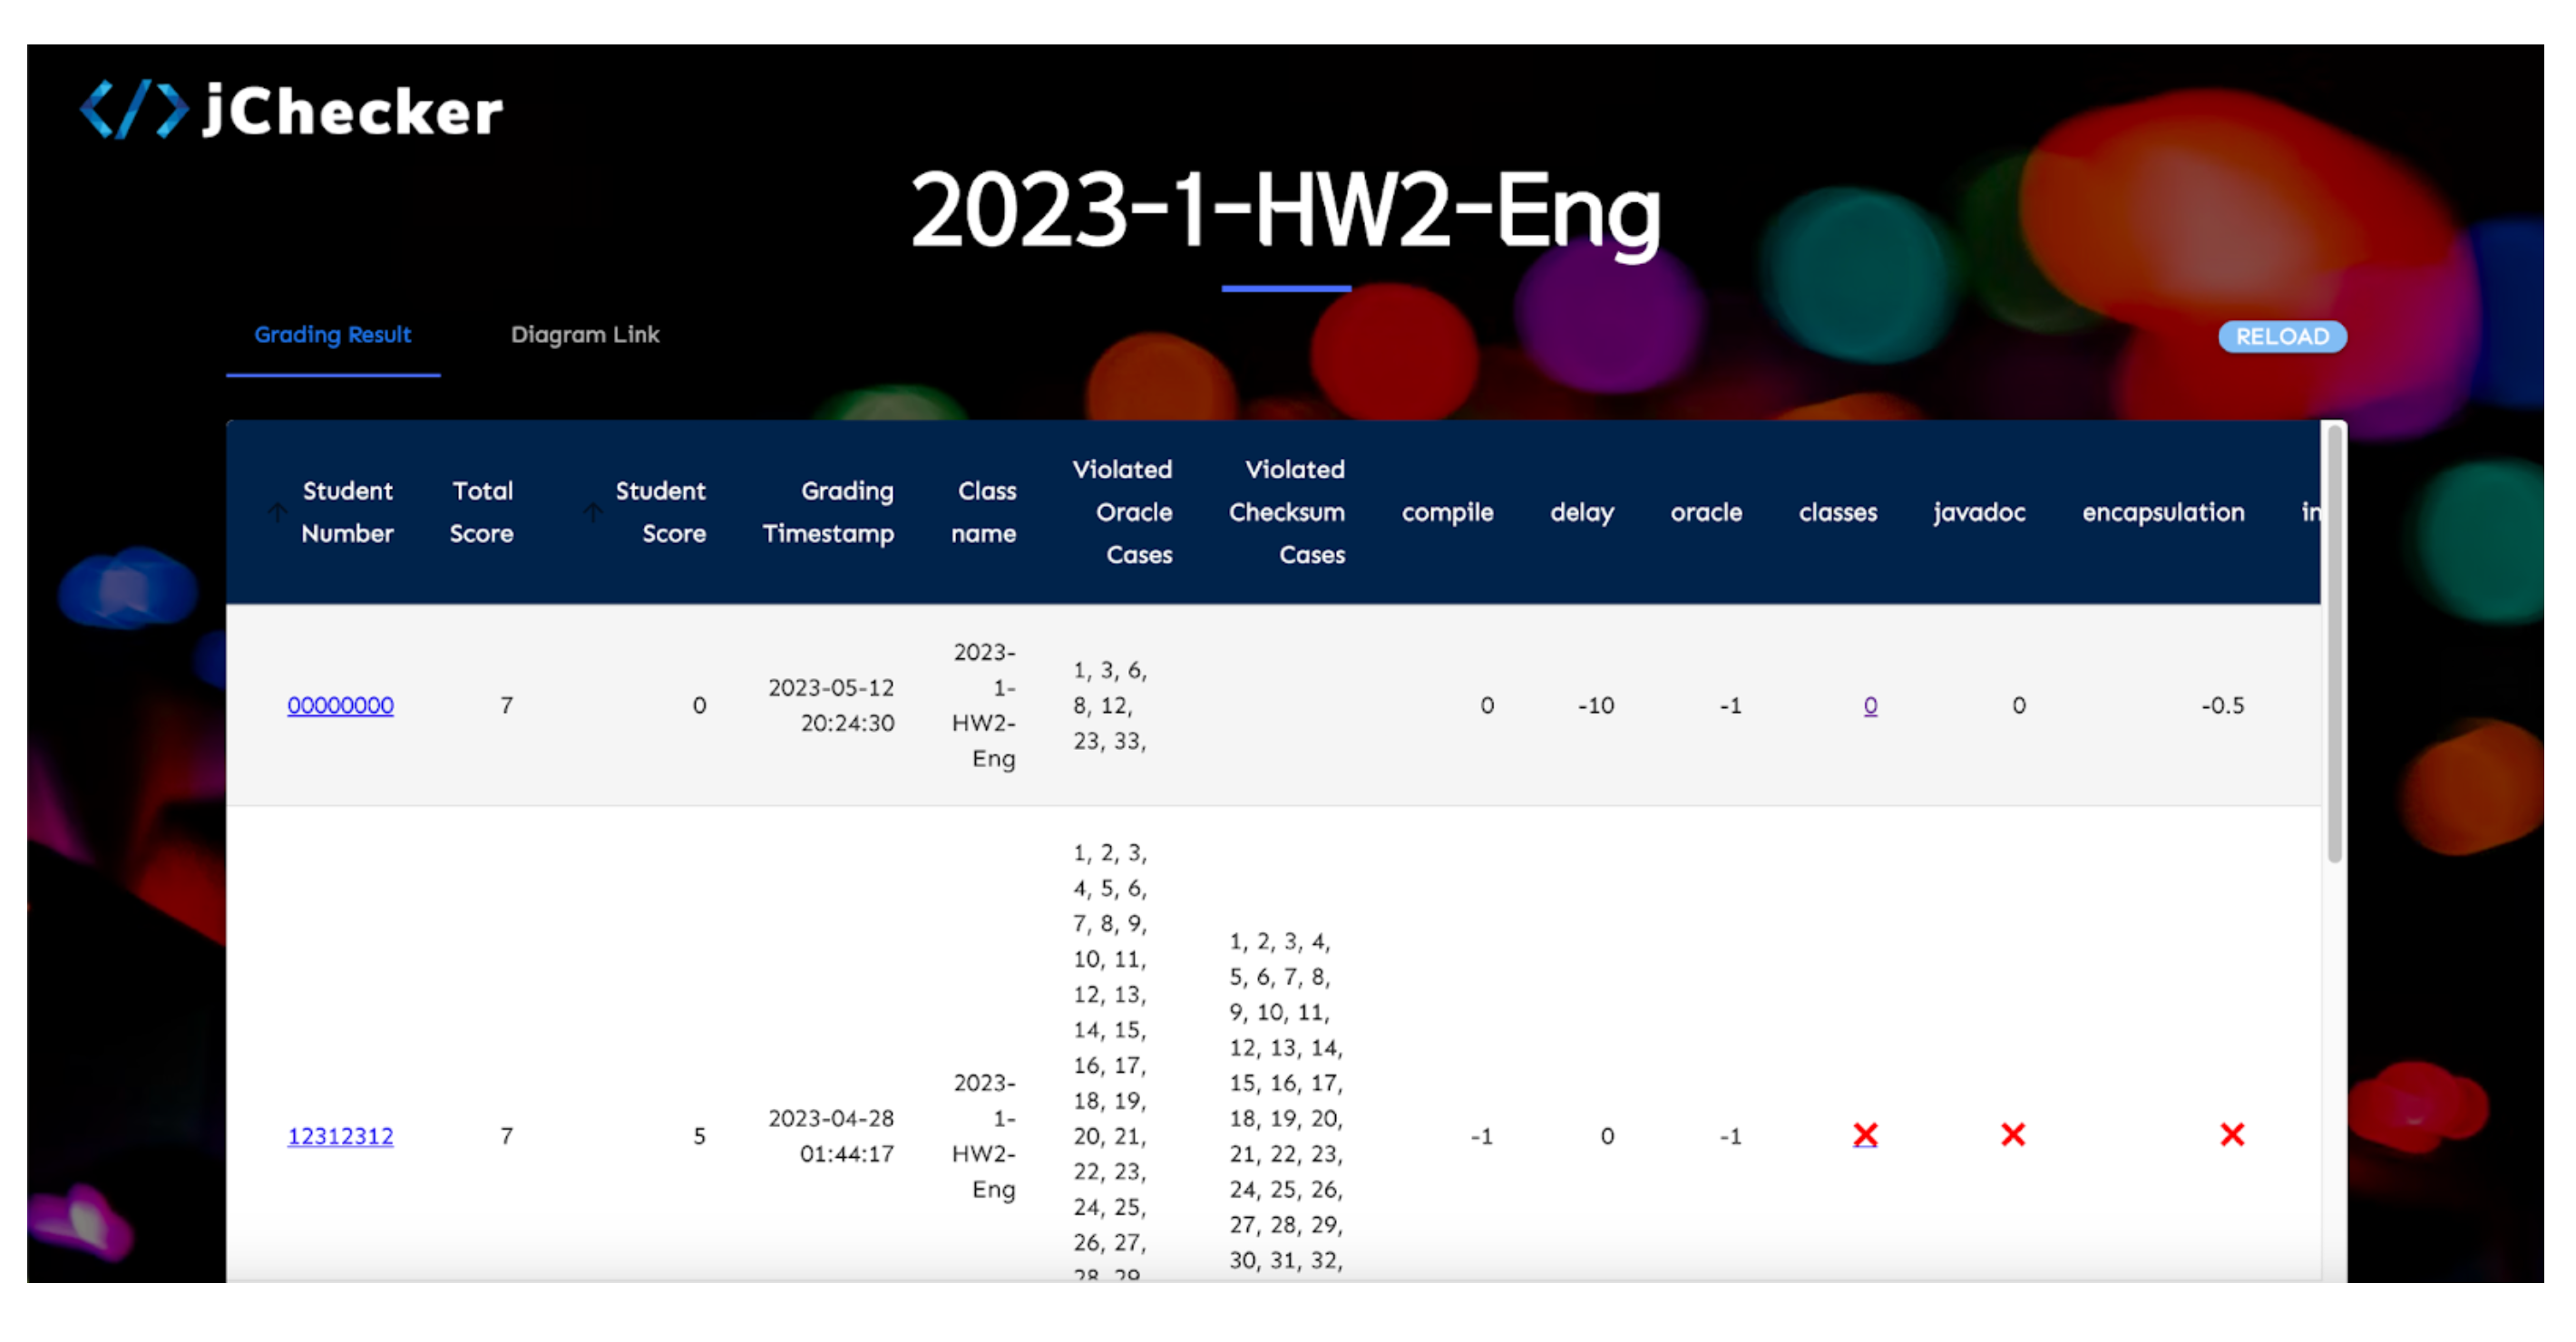 </> jChecker
2023-1-HW2-Eng
Grading Result
Diagram Link
RELOAD
Student
Number
Total
Score
Student
Score
Grading
Timestamp
Class
name
Violated
Oracle
Cases
Violated
Checksum
Cases
compile
delay
oracle
classes
javadoc
encapsulation
in
00000000
7
0
2023-05-12
20:24:30
2023-
1-
HW2-
Eng
1, 3, 6,
8, 12,
23, 33,
0
-10
-1
0
0
-0.5
12312312
7
5
2023-04-28
01:44:17
2023-
1-
HW2-
Eng
1, 2, 3,
4, 5, 6,
7, 8, 9,
10, 11,
12, 13,
14, 15,
16, 17,
18, 19,
20, 21,
22, 23,
24, 25,
26, 27,
28, 29
1, 2, 3, 4,
5, 6, 7, 8,
9, 10, 11,
12, 13, 14,
15, 16, 17,
18, 19, 20,
21, 22, 23,
24, 25, 26,
27, 28, 29,
30, 31, 32,
-1
0
-1